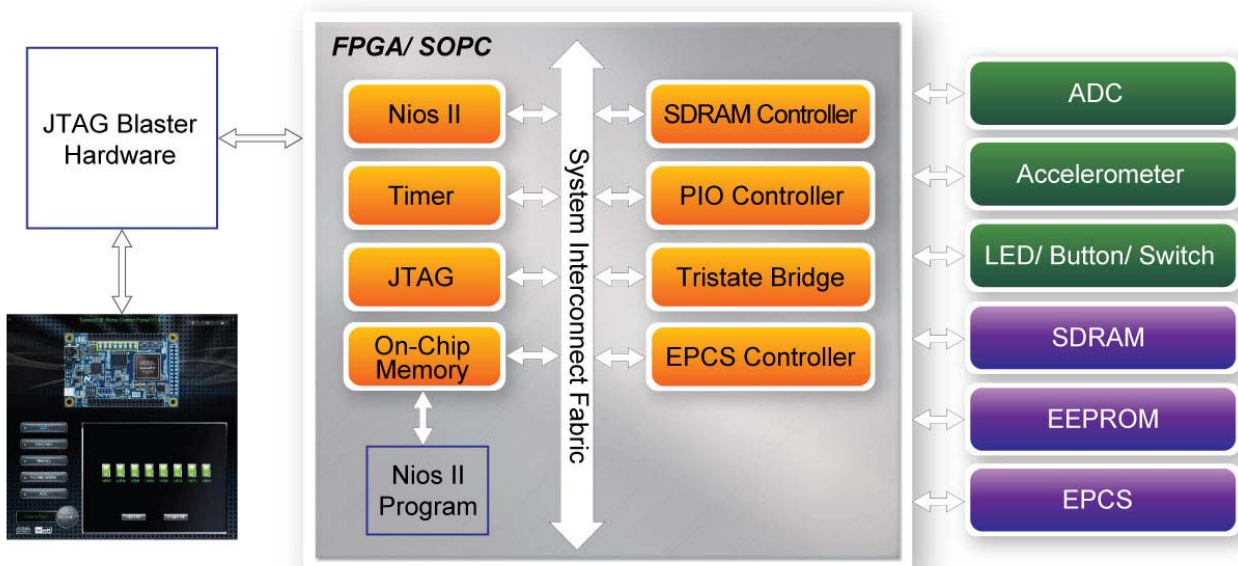 FPGA/ SOPC
JTAG Blaster
Hardware
Nios II
Timer
JTAG
On-Chip
Memory
Nios II
Program
System Interconnect Fabric
SDRAM Controller
PIO Controller
Tristate Bridge
EPCS Controller
ADC
Accelerometer
LED/ Button/ Switch
SDRAM
EEPROM
EPCS